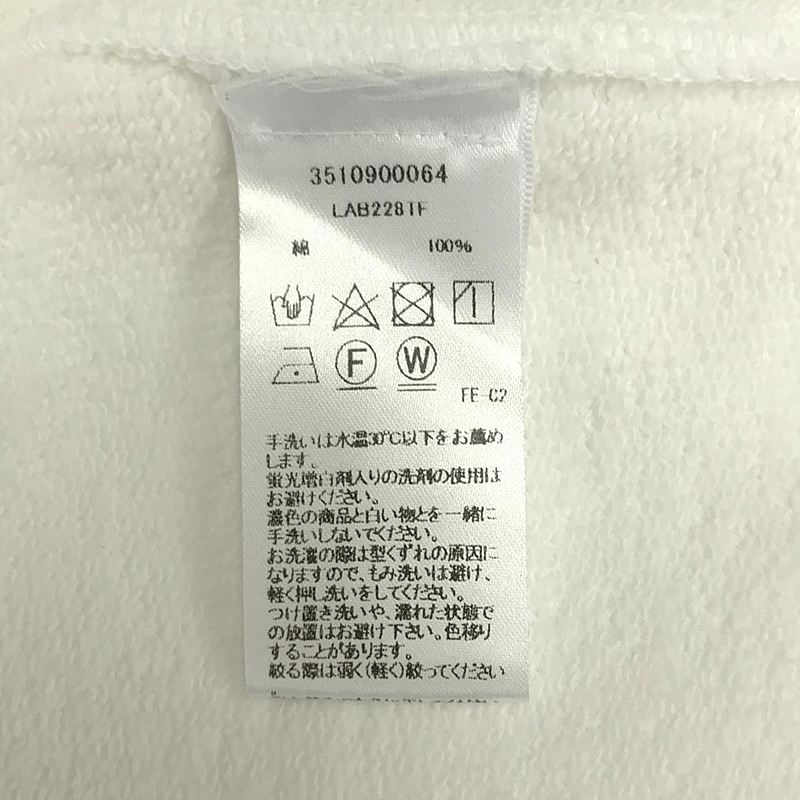 3510900064
LAB228TF
綿 100%
F W
FE-C2
手洗いは水温30℃以下をお薦め
します。
蛍光増白剤入りの洗剤の使用は
お避けください。
濃色の商品と白い物とを一緒に
手洗いしないでください。
お洗濯の際は型くずれの原因に
なりますので、もみ洗いは避け、
軽く押し洗いをしてください。
つけ置き洗いや、濡れた状態で
の放置はお避け下さい。色移り
することがあります。
絞る際は弱く(軽く)絞ってください
。